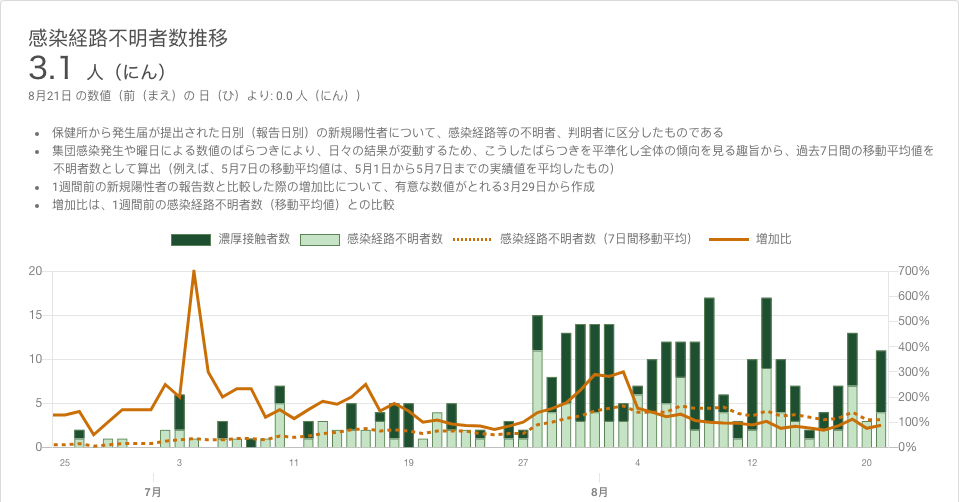 感染経路不明者数推移
3.1 人（にん）
8月21日 の数値（前（まえ）の 日（ひ）より: 0.0 人（にん））
• 保健所から発生届が提出された日別（報告日別）の新規陽性者について、感染経路等の不明者、判明者に区分したものである
• 集団感染発生や曜日による数値のばらつきにより、日々の結果が変動するため、こうしたばらつきを平準化し全体の傾向を見る趣旨から、過去7日間の移動平均値を
不明者数として算出（例えば、5月7日の移動平均値は、5月1日から5月7日までの実績値を平均したもの）
• 1週間前の新規陽性者の報告数と比較した際の増加比について、有意な数値がとれる3月29日から作成
• 増加比は、1週間前の感染経路不明者数（移動平均値）との比較
濃厚接触者数 感染経路不明者数 感染経路不明者数（7日間移動平均） 増加比
20 700%
600%
15 500%
400%
10 300%
5 200%
100%
0 0%
25 3 11 19 27 4 12 20
7月 8月